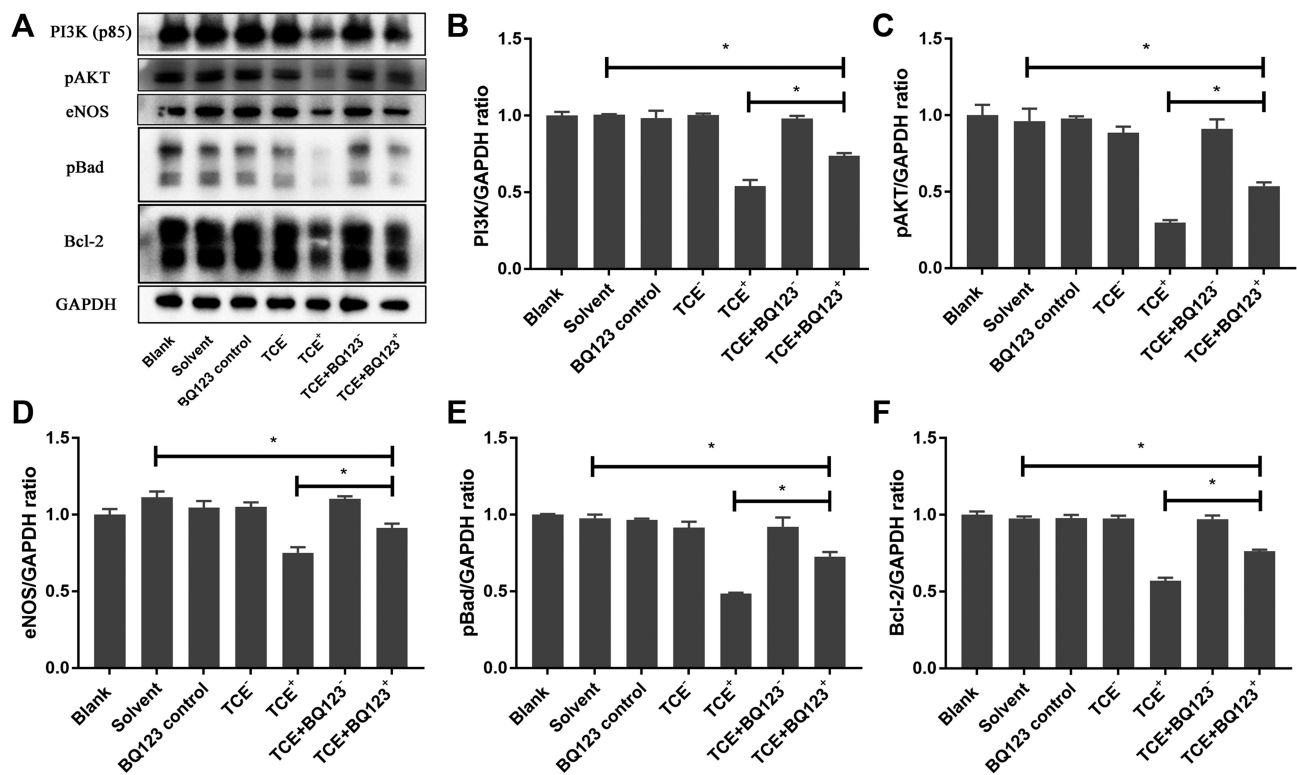 A
PI3K (p85)
pAKT
eNOS
pBad
Bcl-2
GAPDH
Blank
Solvent
BQ123 control
TCE-
TCE+
TCE+BQ123-
TCE+BQ123+
B
PI3K/GAPDH ratio
1.5
1.0
0.5
0.0
*
*
Blank
Solvent
BQ123 control
TCE-
TCE+
TCE+BQ123-
TCE+BQ123+
C
pAKT/GAPDH ratio
1.5
1.0
0.5
0.0
*
*
Blank
Solvent
BQ123 control
TCE-
TCE+
TCE+BQ123-
TCE+BQ123+
D
eNOS/GAPDH ratio
1.5
1.0
0.5
0.0
*
*
Blank
Solvent
BQ123 control
TCE-
TCE+
TCE+BQ123-
TCE+BQ123+
E
pBad/GAPDH ratio
1.5
1.0
0.5
0.0
*
*
Blank
Solvent
BQ123 control
TCE-
TCE+
TCE+BQ123-
TCE+BQ123+
F
Bcl-2/GAPDH ratio
1.5
1.0
0.5
0.0
*
*
Blank
Solvent
BQ123 control
TCE-
TCE+
TCE+BQ123-
TCE+BQ123+